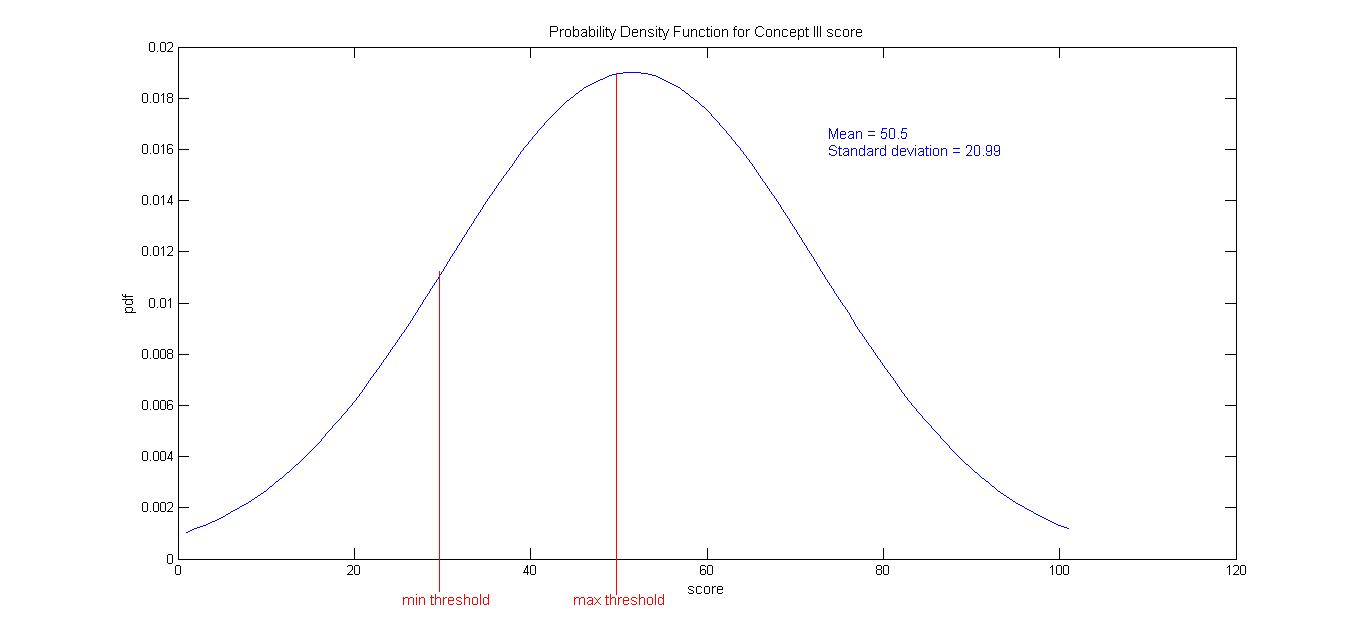 Probability Density Function for Concept III score
0.02
0.018
0.016
0.014
0.012
0.01
0.008
0.006
0.004
0.002
0
pdf
Mean = 50.5
Standard deviation = 20.99
0 20 40 60 80 100 120
score
min threshold max threshold